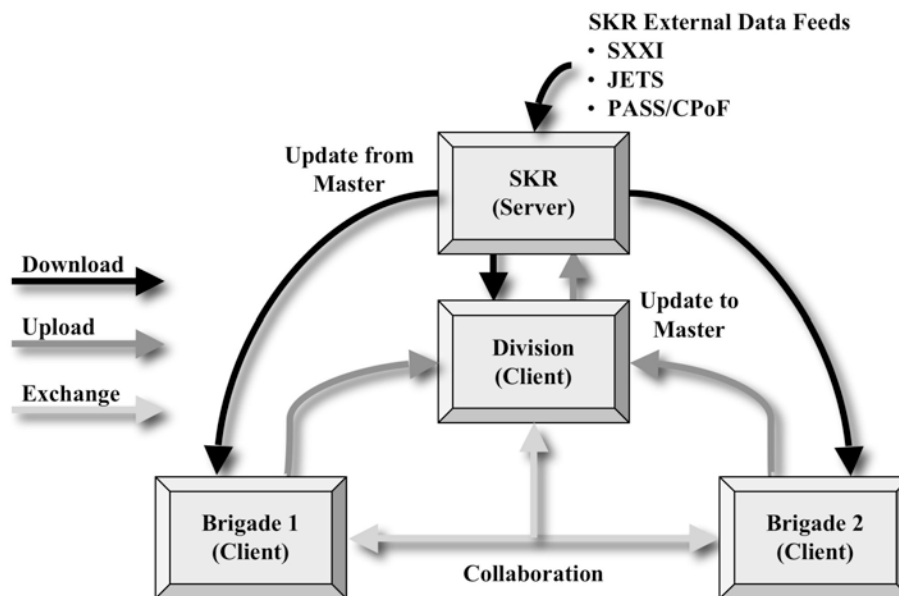 SKR External Data Feeds
• SXXI
• JETS
• PASS/CPoF
Update from
Master
SKR
(Server)
Download
Upload
Exchange
Update to
Master
Division
(Client)
Brigade 1
(Client)
Brigade 2
(Client)
Collaboration